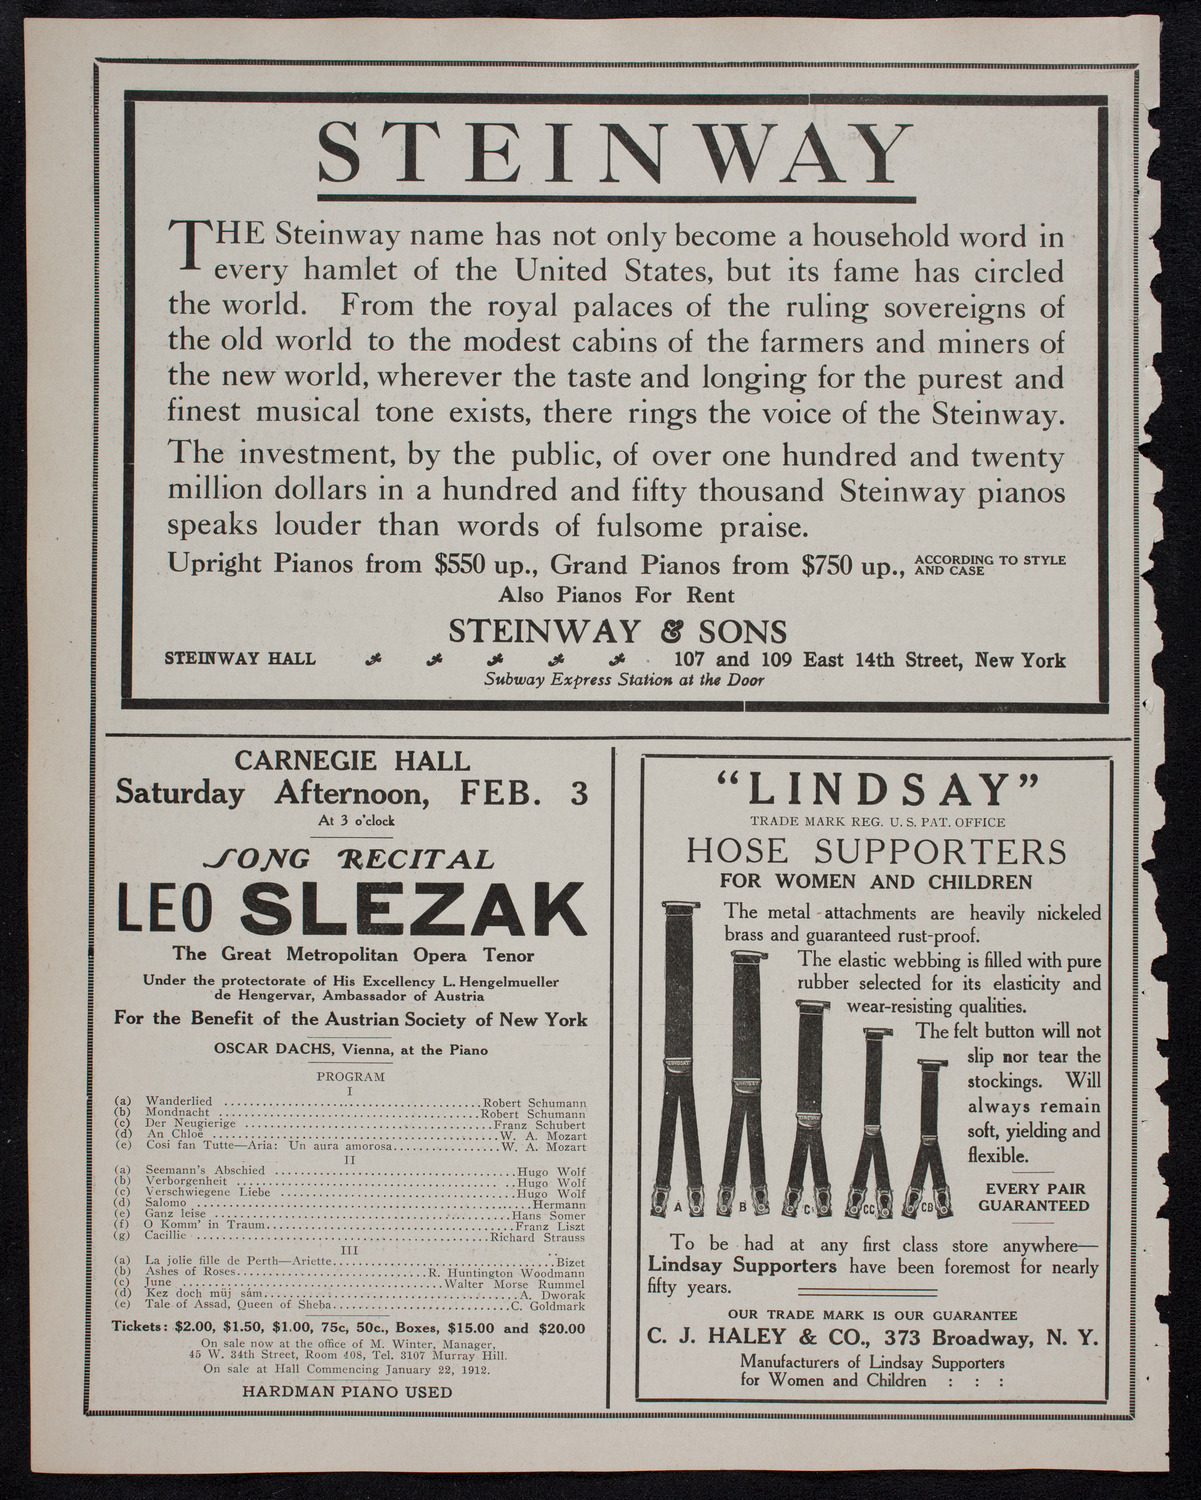 STEINWAY
THE Steinway name has not only become a household word in
every hamlet of the United States, but its fame has circled
the world. From the royal palaces of the ruling sovereigns of
the old world to the modest cabins of the farmers and miners of
the new world, wherever the taste and longing for the purest and
finest musical tone exists, there rings the voice of the Steinway.
The investment, by the public, of over one hundred and twenty
million dollars in a hundred and fifty thousand Steinway pianos
speaks louder than words of fulsome praise.
Upright Pianos from $550 up., Grand Pianos from $750 up., ACCORDING TO STYLE AND CASE
Also Pianos For Rent
STEINWAY & SONS
STEINWAY HALL 107 and 109 East 14th Street, New York
Subway Express Station at the Door
CARNEGIE HALL
Saturday Afternoon, FEB. 3
At 3 o'clock
SONG RECITAL
LEO SLEZAK
The Great Metropolitan Opera Tenor
Under the protectorate of His Excellency L. Hengelmueller
de Hengervar, Ambassador of Austria
For the Benefit of the Austrian Society of New York
OSCAR DACHS, Vienna, at the Piano
PROGRAM
I
(a) Wanderlied Robert Schumann
(b) Mondnacht Robert Schumann
(c) Der Neugierige Franz Schubert
(d) An Chloe W. A. Mozart
(e) Cosi fan Tutte—Aria: Un aura amorosa W. A. Mozart
II
(a) Seemann's Abschied Hugo Wolf
(b) Verborgenheit Hugo Wolf
(c) Verschwiegene Liebe Hugo Wolf
(d) Salomo Hermann
(e) Ganz leise Hans Somer
(f) O Komm' in Traum Franz Liszt
(g) Cacillie Richard Strauss
III
(a) La jolie fille de Perth—Ariette Bizet
(b) Ashes of Roses R. Huntington Woodmann
(c) June Walter Morse Rummel
(d) Kez doch muj sám A. Dworak
(e) Tale of Assad, Queen of Sheba C. Goldmark
Tickets: $2.00, $1.50, $1.00, 75c, 50c., Boxes, $15.00 and $20.00
On sale now at the office of M. Winter, Manager,
45 W. 34th Street, Room 408, Tel. 3107 Murray Hill.
On sale at Hall Commencing January 22, 1912.
HARDMAN PIANO USED
"LINDSAY"
TRADE MARK REG. U. S. PAT. OFFICE
HOSE SUPPORTERS
FOR WOMEN AND CHILDREN
The metal attachments are heavily nickeled
brass and guaranteed rust-proof.
The elastic webbing is filled with pure
rubber selected for its elasticity and
wear-resisting qualities.
The felt button will not
slip nor tear the
stockings. Will
always remain
soft, yielding and
flexible.
EVERY PAIR
GUARANTEED
A B C CC CB
To be had at any first class store anywhere—
Lindsay Supporters have been foremost for nearly
fifty years.
OUR TRADE MARK IS OUR GUARANTEE
C. J. HALEY & CO., 373 Broadway, N. Y.
Manufacturers of Lindsay Supporters
for Women and Children : : :